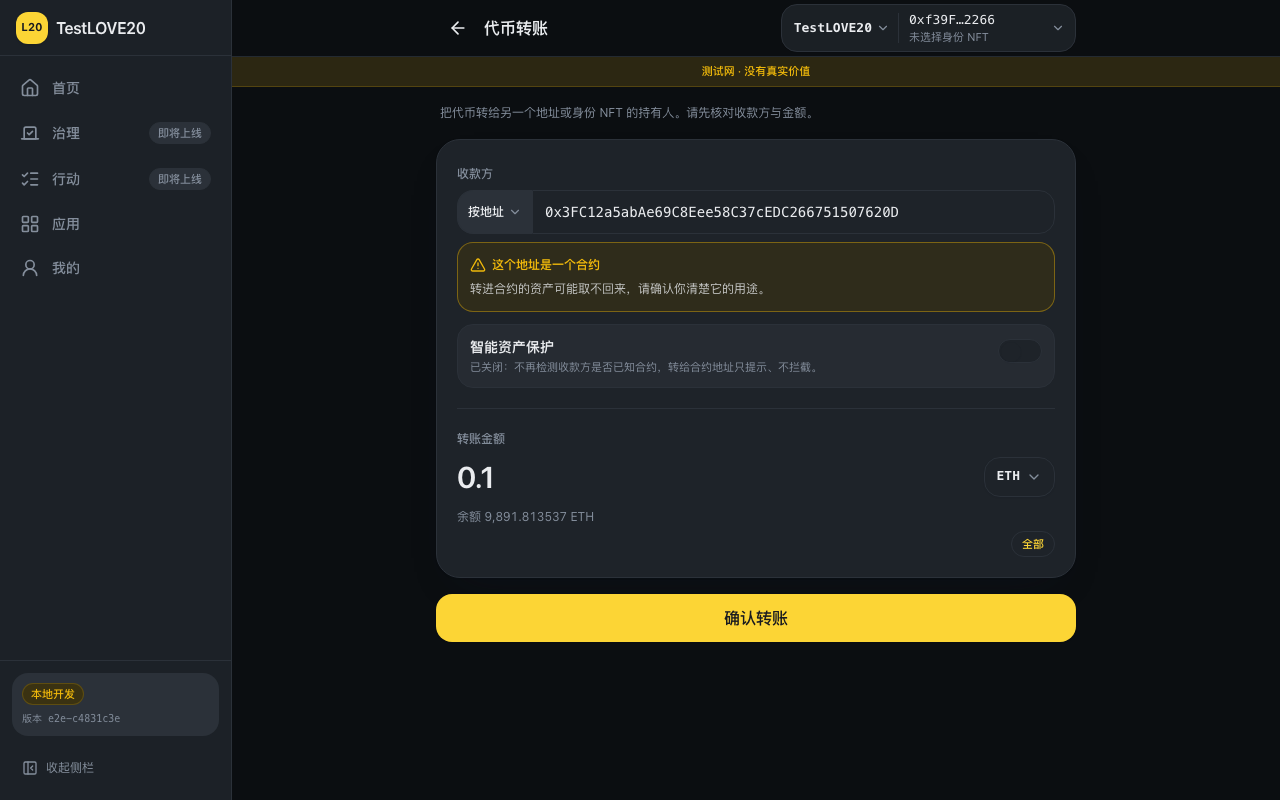 L20 TestLOVE20
首页
治理 即将上线
行动 即将上线
应用
我的
本地开发
版本 e2e-c4831c3e
收起侧栏
代币转账
TestLOVE20
0xf39F…2266
未选择身份 NFT
测试网 · 没有真实价值
把代币转给另一个地址或身份 NFT 的持有人。请先核对收款方与金额。
收款方
按地址 0x3FC12a5abAe69C8Eee58C37cEDC266751507620D
这个地址是一个合约
转进合约的资产可能取不回来，请确认你清楚它的用途。
智能资产保护
已关闭：不再检测收款方是否已知合约，转给合约地址只提示、不拦截。
转账金额
0.1 ETH
余额 9,891.813537 ETH
全部
确认转账